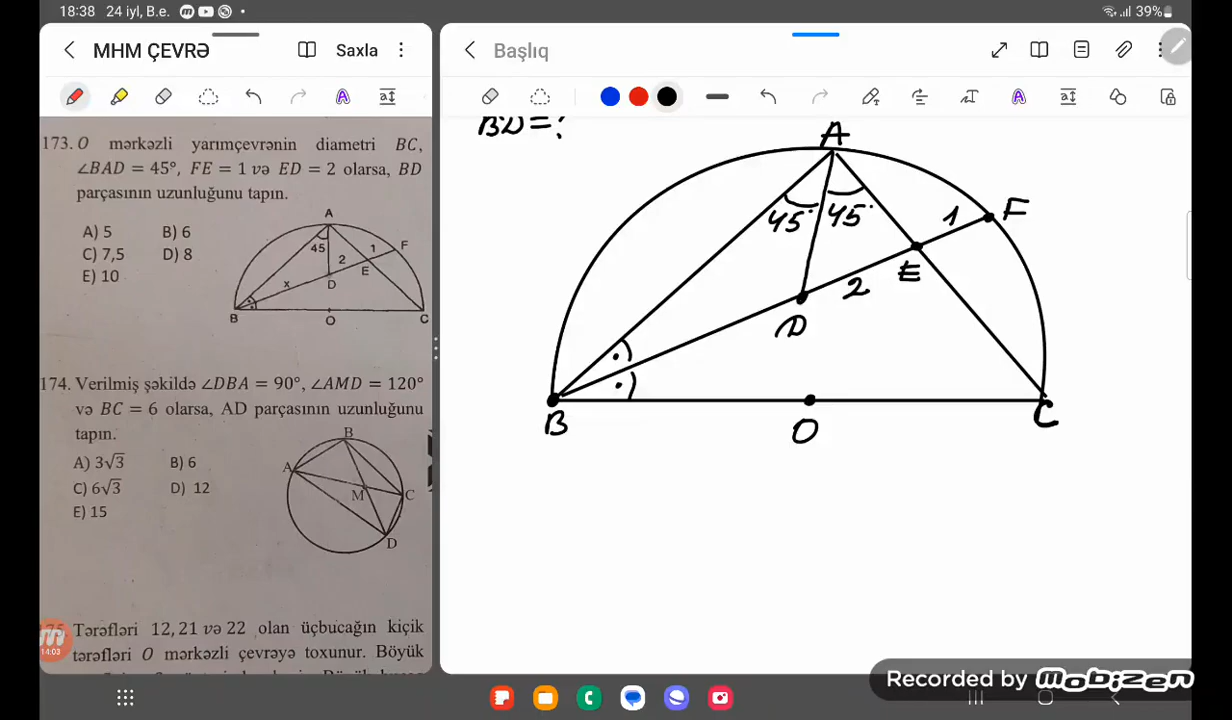 18:38 24 iyl, B.e.
39%
MHM ÇEVRƏ
Saxla
Başlıq
173. O mərkəzli yarımçevrənin diametri BC,
∠BAD = 45°, FE = 1 və ED = 2 olarsa, BD
parçasının uzunluğunu tapın.
A) 5 B) 6
C) 7,5 D) 8
E) 10
A
45
1
F
2
E
x
D
B
O
C
174. Verilmiş şəkildə ∠DBA = 90°, ∠AMD = 120°
və BC = 6 olarsa, AD parçasının uzunluğunu
tapın.
A) 3√3 B) 6
C) 6√3 D) 12
E) 15
B
A
M
C
D
Tərəfləri 12, 21 və 22 olan üçbucağın kiçik
tərəfləri O mərkəzli çevrəyə toxunur. Böyük
14:03
BD=?
A
45° 45°
1
F
E
2
D
B
O
C
Recorded by mobizen